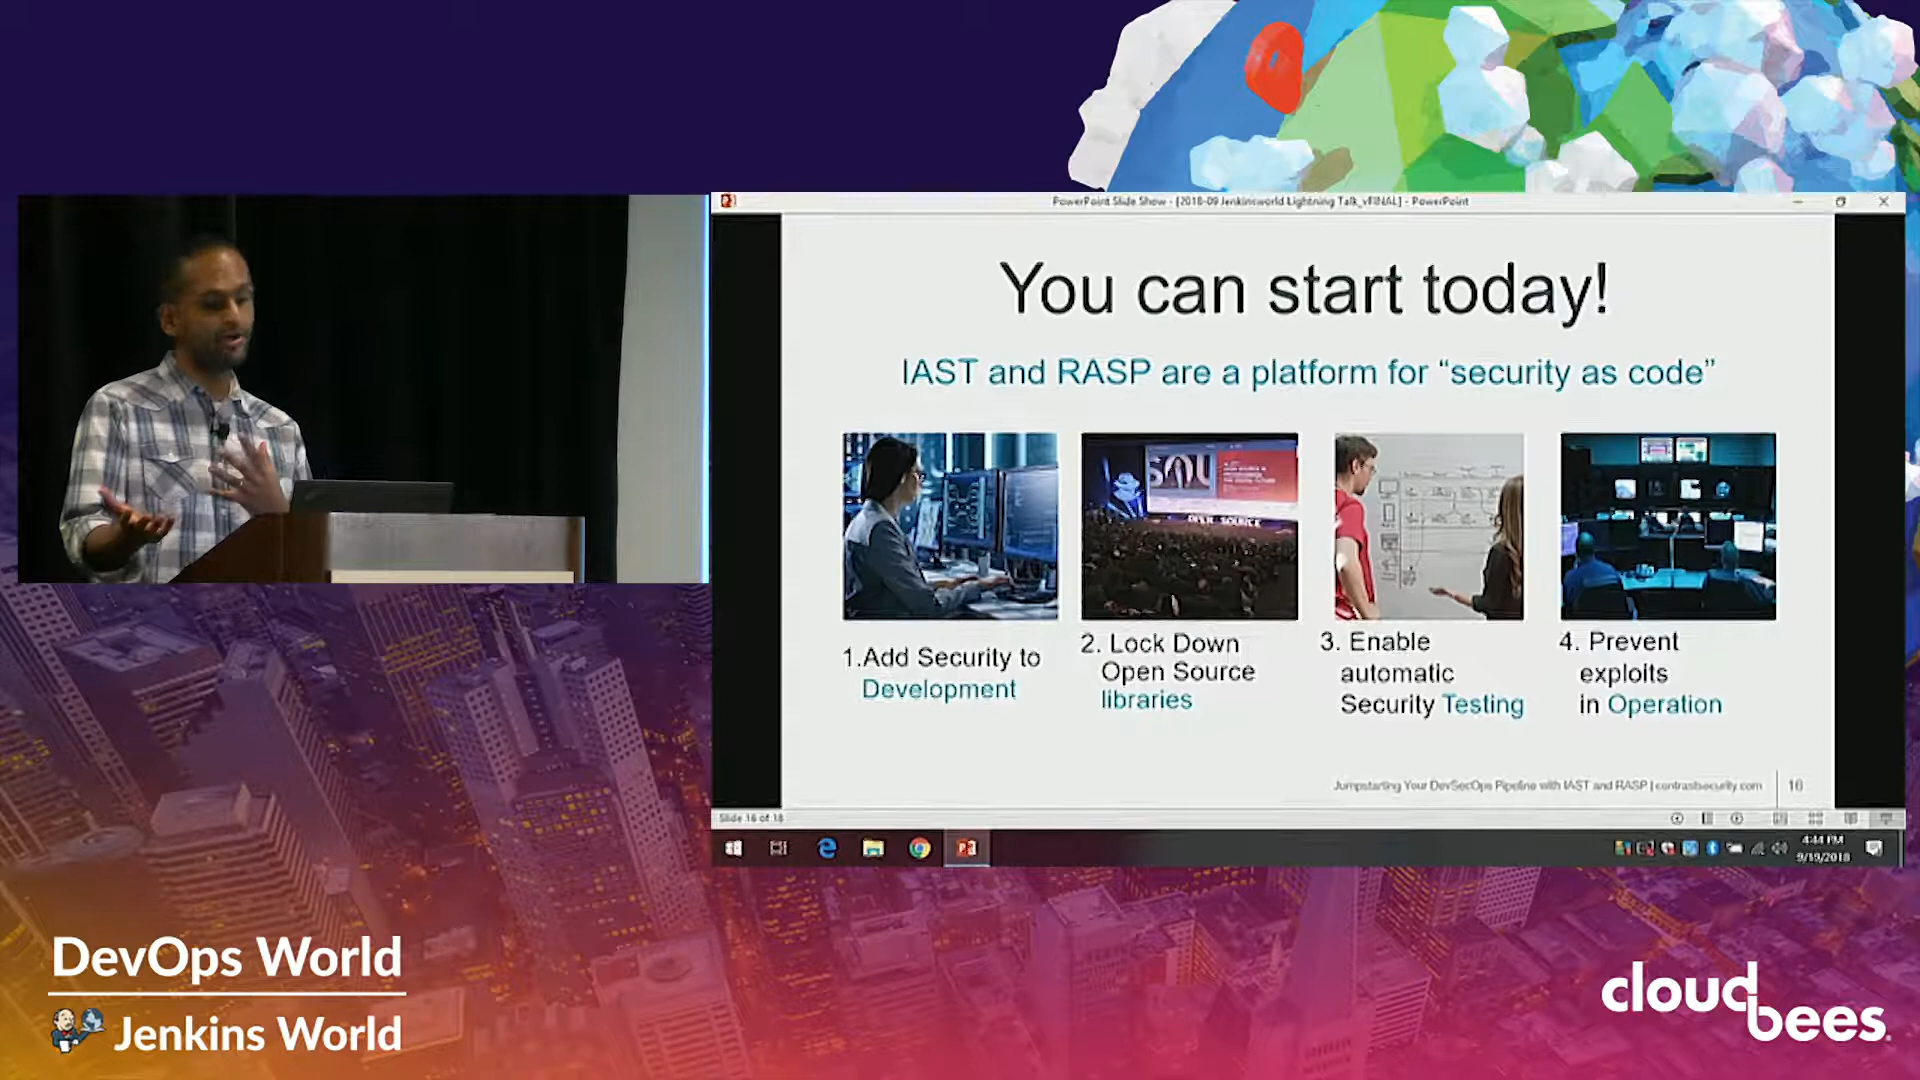 PowerPoint Slide Show - [2018-09 Jenkinsworld Lightning Talk_vFINAL] - PowerPoint
You can start today!
IAST and RASP are a platform for “security as code”
1.Add Security to
Development
2. Lock Down
Open Source
libraries
3. Enable
automatic
Security Testing
4. Prevent
exploits
in Operation
OPEN SOURCE
Jumpstarting Your DevSecOps Pipeline with IAST and RASP | contrastsecurity.com
16
Slide 16 of 18
4:44 PM
9/19/2018
DevOps World
Jenkins World
cloudbees